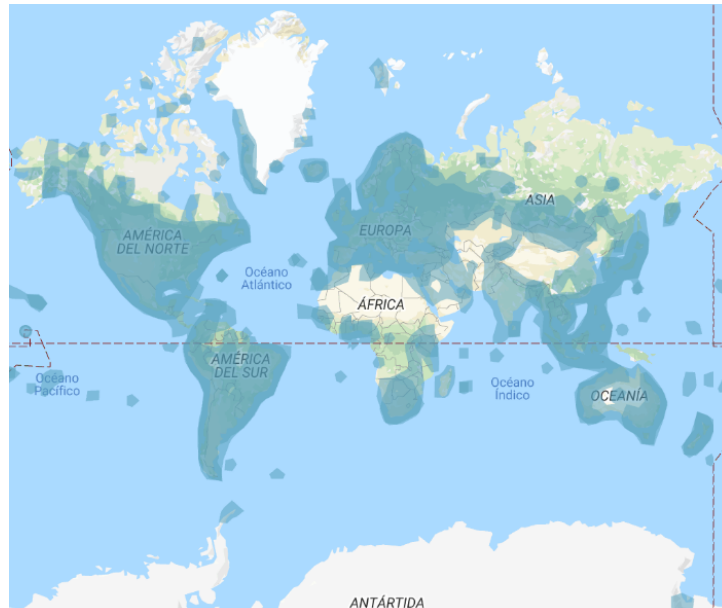 ASIA
EUROPA
AMÉRICA
DEL NORTE
Océano
Atlántico
ÁFRICA
AMÉRICA
DEL SUR
Océano
Pacífico
Océano
Índico
OCEANÍA
ANTÁRTIDA